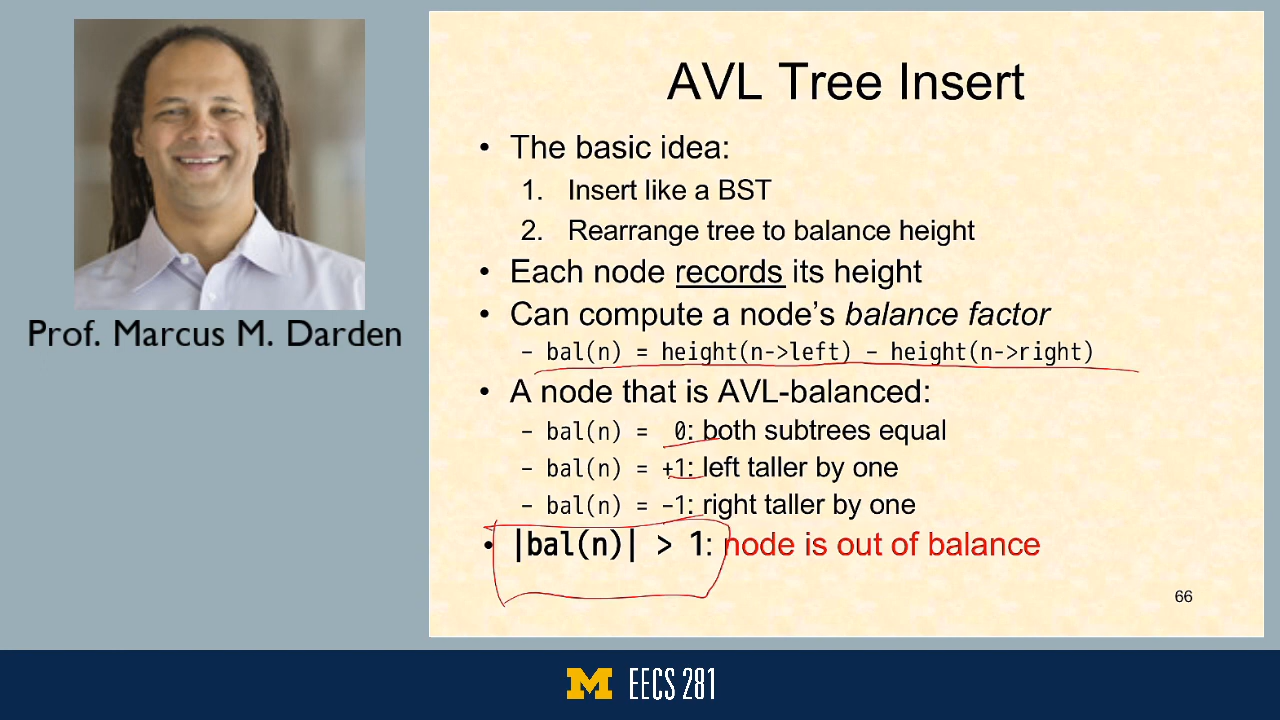 Prof. Marcus M. Darden
AVL Tree Insert
• The basic idea:
1. Insert like a BST
2. Rearrange tree to balance height
• Each node records its height
• Can compute a node’s balance factor
– bal(n) = height(n->left) – height(n->right)
• A node that is AVL-balanced:
– bal(n) = 0: both subtrees equal
– bal(n) = +1: left taller by one
– bal(n) = –1: right taller by one
• |bal(n)| > 1: node is out of balance
66
M EECS 281